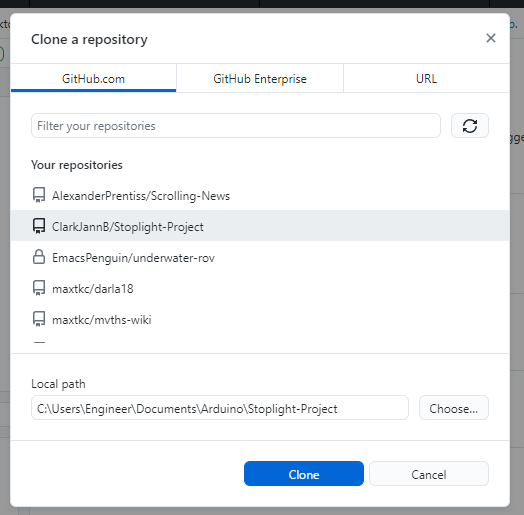 Clone a repository
GitHub.com
GitHub Enterprise
URL
Filter your repositories
Your repositories
AlexanderPrentiss/Scrolling-News
ClarkJannB/Stoplight-Project
EmacsPenguin/underwater-rov
maxtkc/darla18
maxtkc/mvths-wiki
Local path
C:\Users\Engineer\Documents\Arduino\Stoplight-Project
Choose...
Clone
Cancel